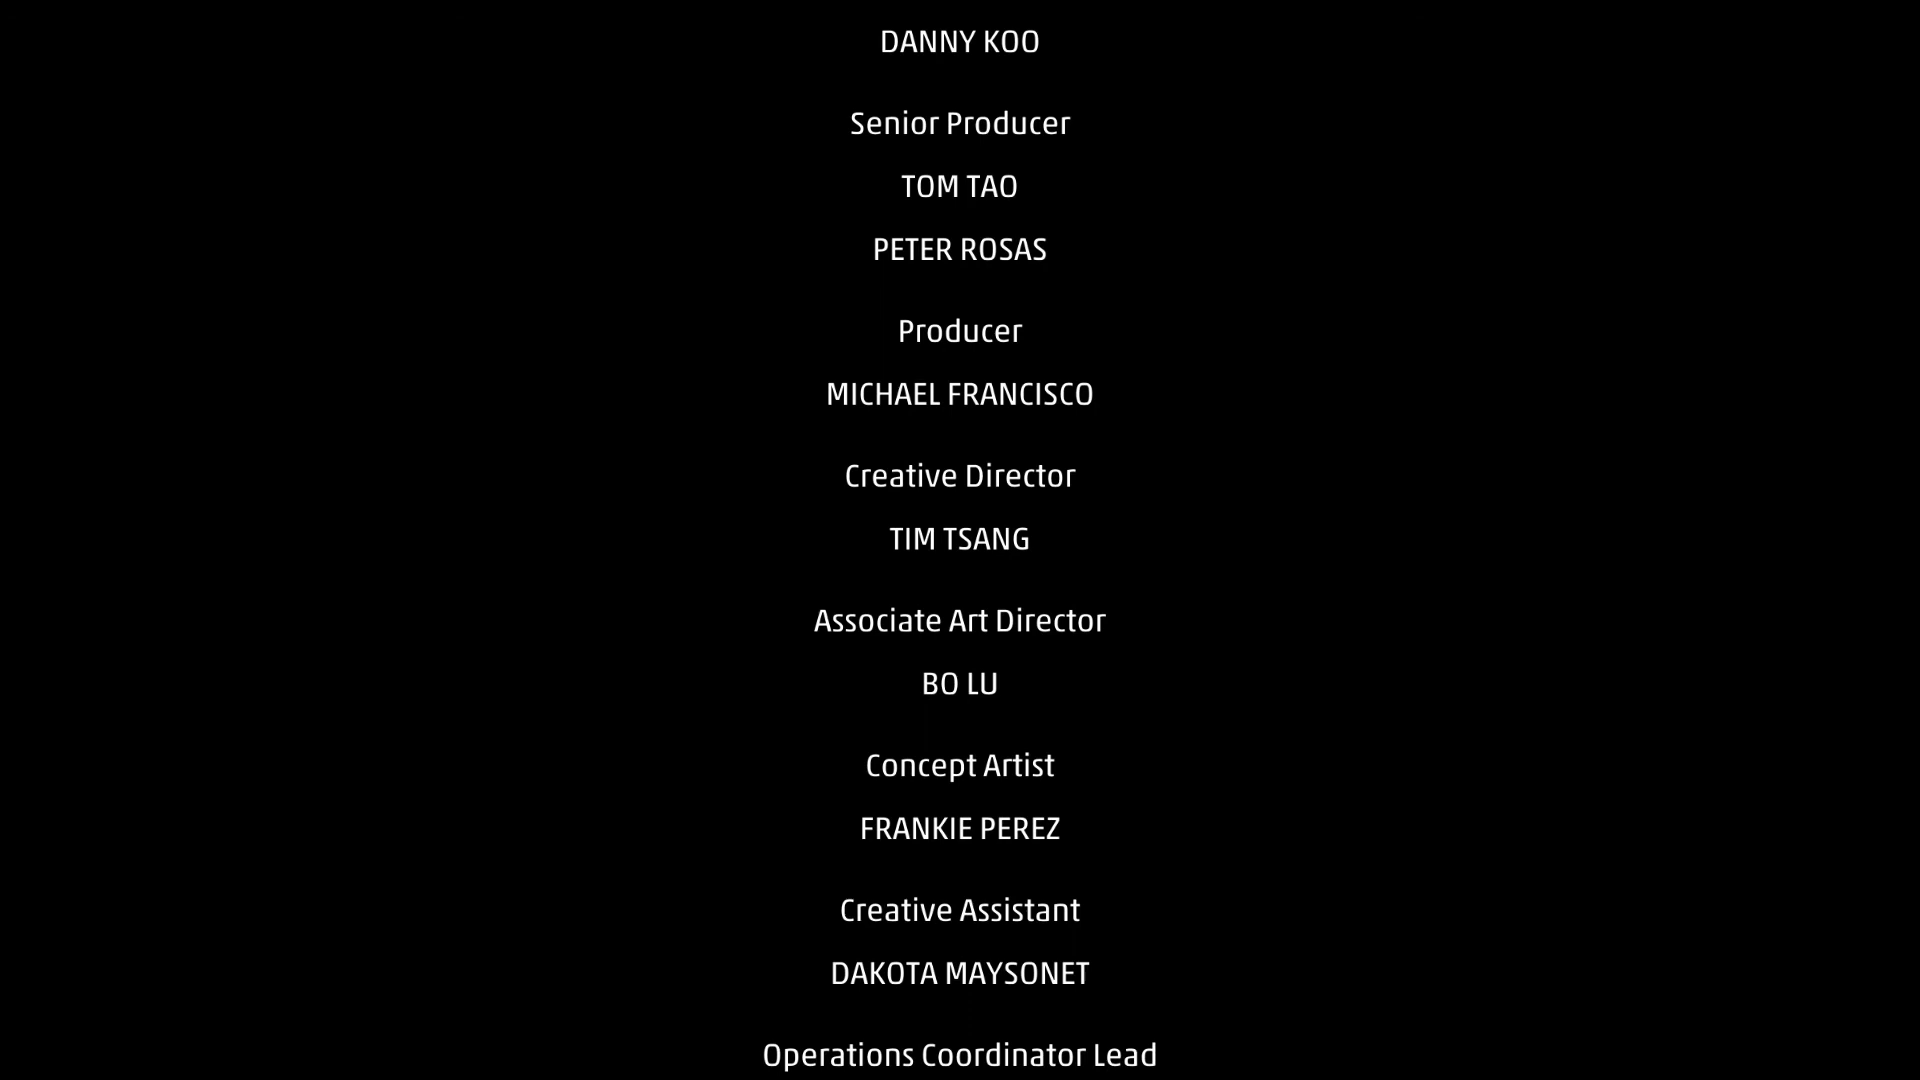 DANNY KOO
Senior Producer
TOM TAO
PETER ROSAS
Producer
MICHAEL FRANCISCO
Creative Director
TIM TSANG
Associate Art Director
BO LU
Concept Artist
FRANKIE PEREZ
Creative Assistant
DAKOTA MAYSONET
Operations Coordinator Lead